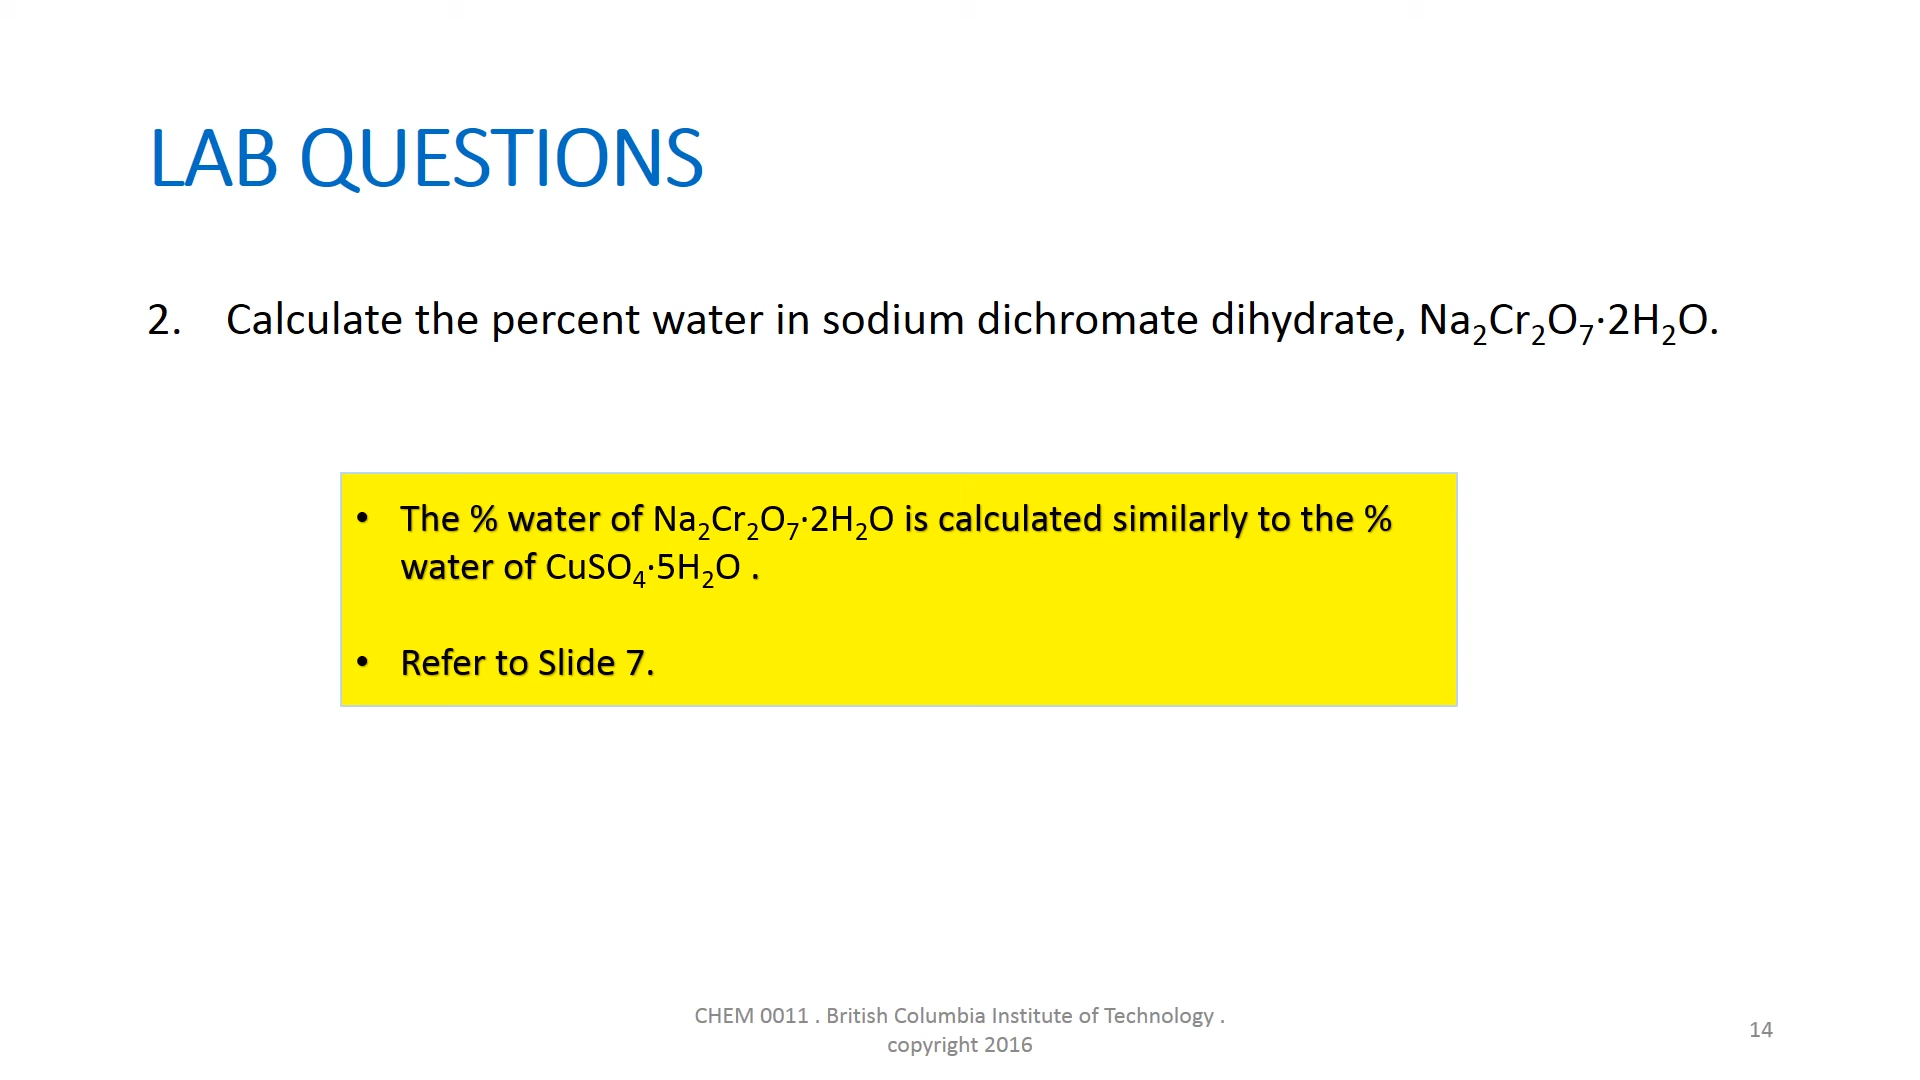 LAB QUESTIONS
2. Calculate the percent water in sodium dichromate dihydrate, Na₂Cr₂O₇·2H₂O.
• The % water of Na₂Cr₂O₇·2H₂O is calculated similarly to the %
water of CuSO₄·5H₂O .
• Refer to Slide 7.
CHEM 0011 . British Columbia Institute of Technology .
copyright 2016
14